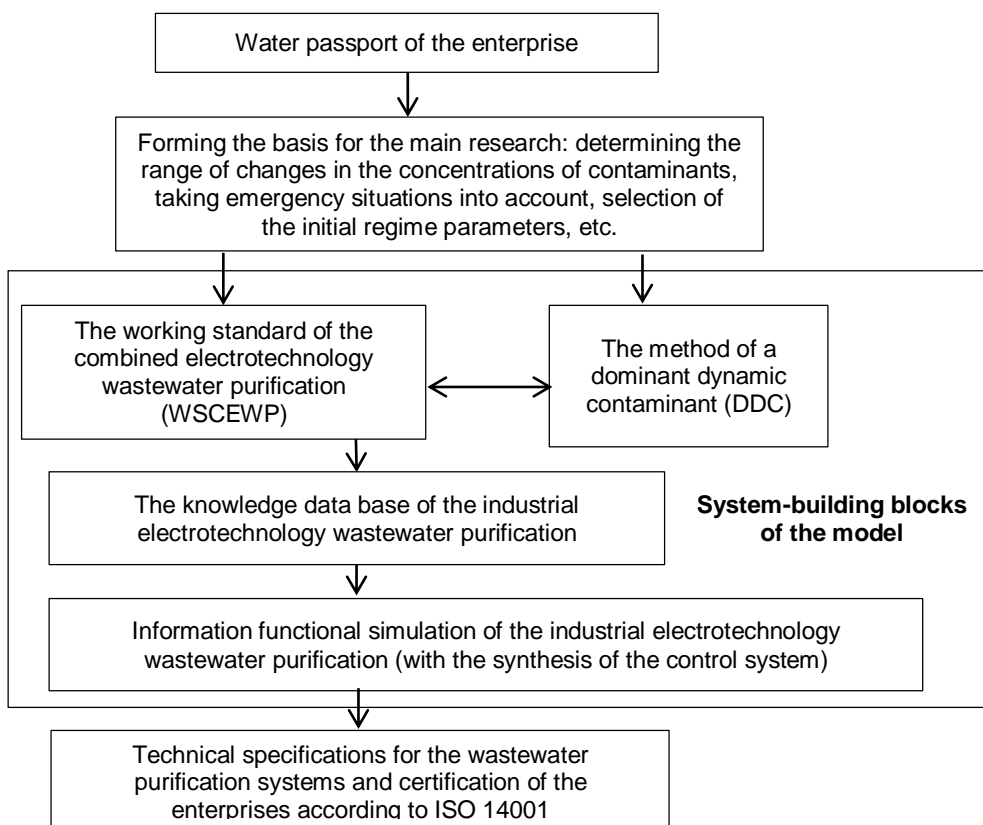 Water passport of the enterprise
Forming the basis for the main research: determining the
range of changes in the concentrations of contaminants,
taking emergency situations into account, selection of
the initial regime parameters, etc.
The working standard of the
combined electrotechnology
wastewater purification
(WSCEWP)
The method of a
dominant dynamic
contaminant (DDC)
The knowledge data base of the industrial
electrotechnology wastewater purification
System-building blocks
of the model
Information functional simulation of the industrial electrotechnology
wastewater purification (with the synthesis of the control system)
Technical specifications for the wastewater
purification systems and certification of the
enterprises according to ISO 14001